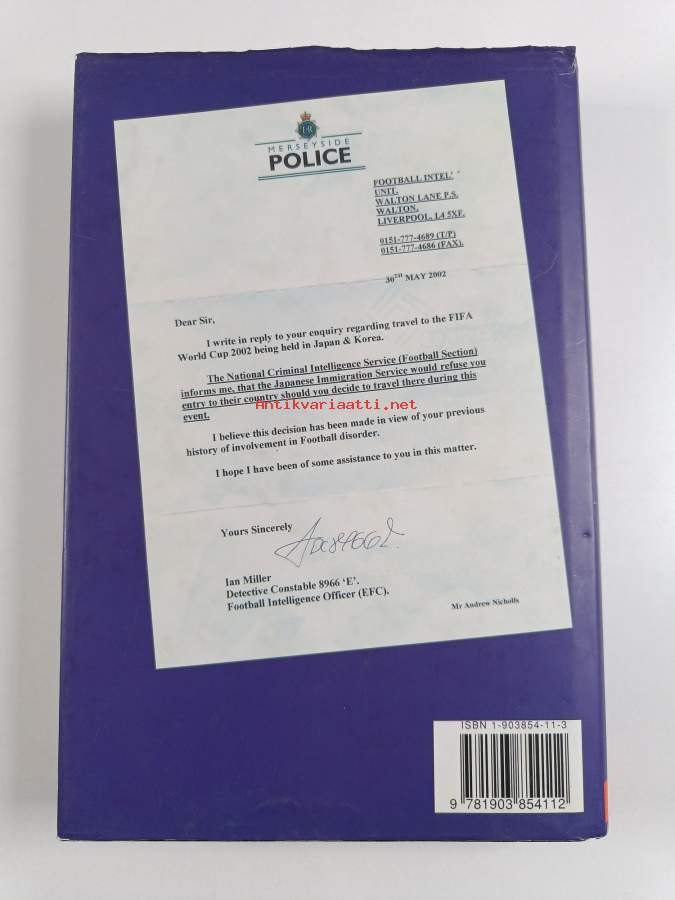 E R
MERSEYSIDE
POLICE
FOOTBALL INTEL'
UNIT.
WALTON LANE P.S.
WALTON.
LIVERPOOL. L4 5XF.
0151-777-4689 (T/P)
0151-777-4686 (FAX).
30TH MAY 2002
Dear Sir,
I write in reply to your enquiry regarding travel to the FIFA
World Cup 2002 being held in Japan & Korea.
The National Criminal Intelligence Service (Football Section)
informs me, that the Japanese Immigration Service would refuse you
entry to their country should you decide to travel there during this
event.
antikvariaatti.net
I believe this decision has been made in view of your previous
history of involvement in Football disorder.
I hope I have been of some assistance to you in this matter.
Yours Sincerely
Ian Miller
Detective Constable 8966 'E'.
Football Intelligence Officer (EFC).
Mr Andrew Nicholls
ISBN 1-903854-11-3
9 781903 854112